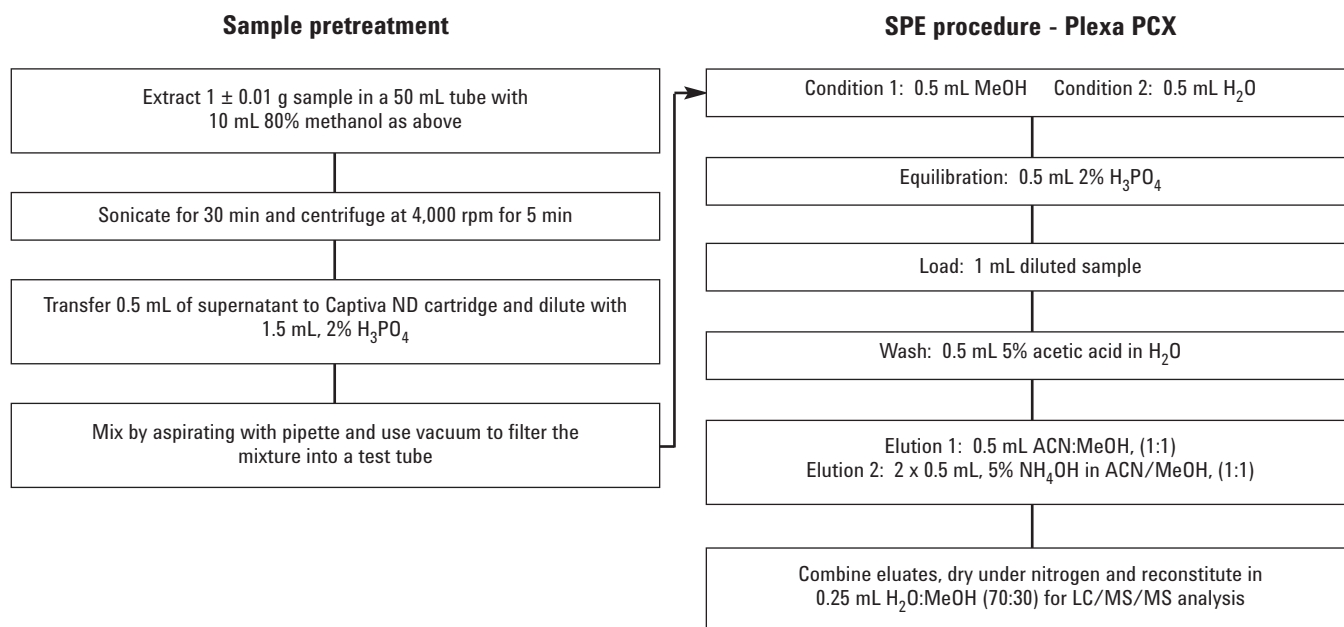 Sample pretreatment
Extract 1 ± 0.01 g sample in a 50 mL tube with
10 mL 80% methanol as above
Sonicate for 30 min and centrifuge at 4,000 rpm for 5 min
Transfer 0.5 mL of supernatant to Captiva ND cartridge and dilute with
1.5 mL, 2% H₃PO₄
Mix by aspirating with pipette and use vacuum to filter the
mixture into a test tube
SPE procedure - Plexa PCX
Condition 1: 0.5 mL MeOH Condition 2: 0.5 mL H₂O
Equilibration: 0.5 mL 2% H₃PO₄
Load: 1 mL diluted sample
Wash: 0.5 mL 5% acetic acid in H₂O
Elution 1: 0.5 mL ACN:MeOH, (1:1)
Elution 2: 2 x 0.5 mL, 5% NH₄OH in ACN/MeOH, (1:1)
Combine eluates, dry under nitrogen and reconstitute in
0.25 mL H₂O:MeOH (70:30) for LC/MS/MS analysis